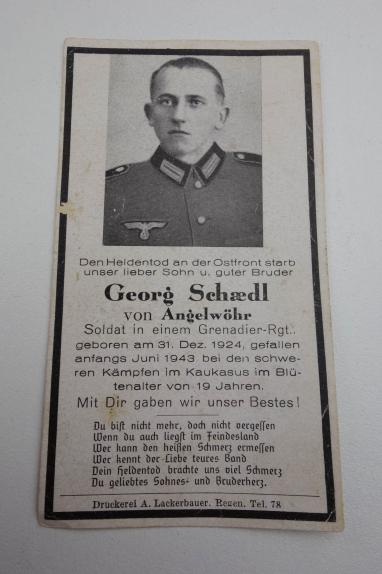 Den Heldentod an der Ostfront starb
unser lieber Sohn u. guter Bruder
Georg Schædl
von Angelwöhr
Soldat in einem Grenadier-Rgt.,
geboren am 31. Dez. 1924, gefallen
anfangs Juni 1943 bei den schwe-
ren Kämpfen im Kaukasus im Blü-
tenalter von 19 Jahren.
Mit Dir gaben wir unser Bestes!
Du bist nicht mehr, doch nicht vergessen
Wenn du auch liegst im Feindesland
Wer kann den heißen Schmerz ermessen
Wer kennt der Liebe teures Band
Dein Heldentod brachte uns viel Schmerz
Du geliebtes Sohnes- und Bruderherz.
Druckerei A. Lackerbauer, Regen. Tel. 78